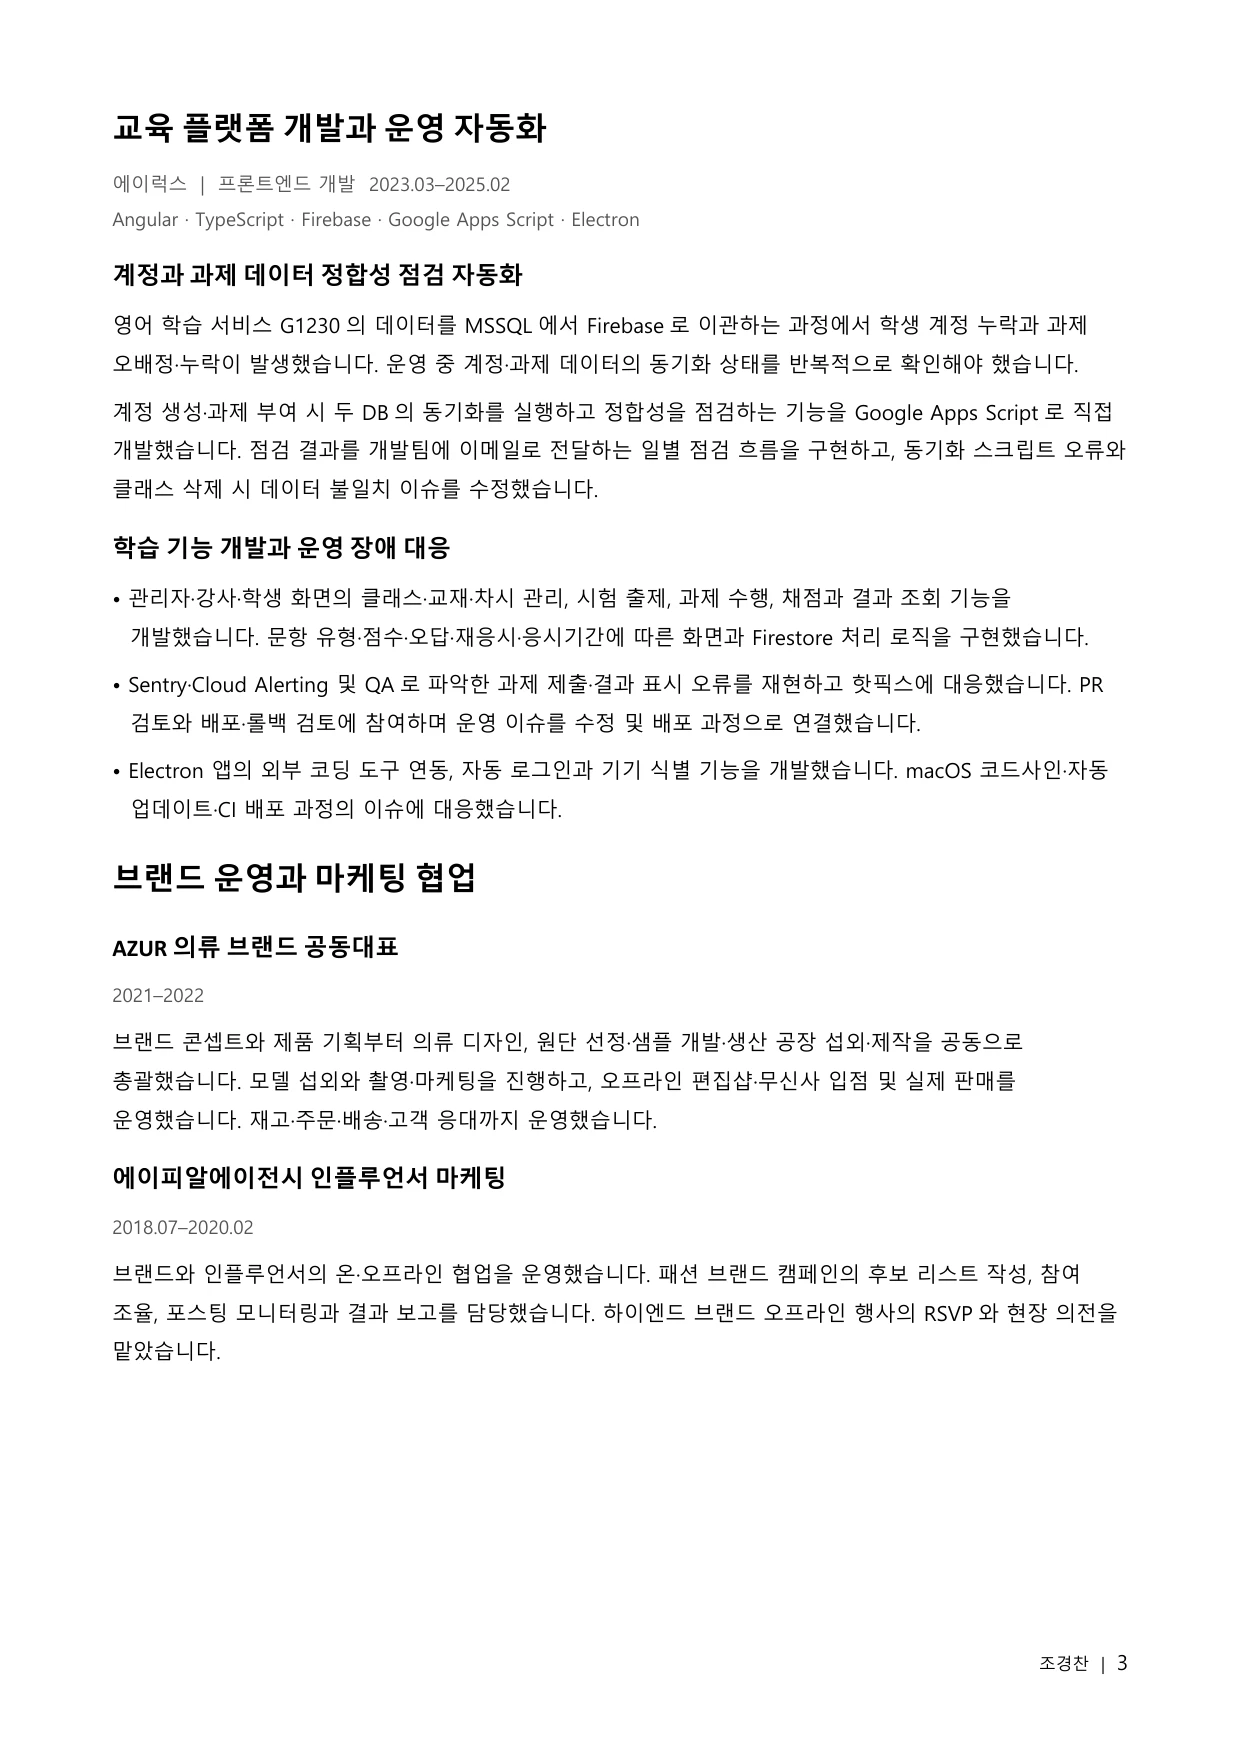 교육 플랫폼 개발과 운영 자동화
에이럭스 | 프론트엔드 개발 2023.03–2025.02
Angular · TypeScript · Firebase · Google Apps Script · Electron
계정과 과제 데이터 정합성 점검 자동화
영어 학습 서비스 G1230 의 데이터를 MSSQL 에서 Firebase 로 이관하는 과정에서 학생 계정 누락과 과제
오배정·누락이 발생했습니다. 운영 중 계정·과제 데이터의 동기화 상태를 반복적으로 확인해야 했습니다.
계정 생성·과제 부여 시 두 DB 의 동기화를 실행하고 정합성을 점검하는 기능을 Google Apps Script 로 직접
개발했습니다. 점검 결과를 개발팀에 이메일로 전달하는 일별 점검 흐름을 구현하고, 동기화 스크립트 오류와
클래스 삭제 시 데이터 불일치 이슈를 수정했습니다.
학습 기능 개발과 운영 장애 대응
• 관리자·강사·학생 화면의 클래스·교재·차시 관리, 시험 출제, 과제 수행, 채점과 결과 조회 기능을
개발했습니다. 문항 유형·점수·오답·재응시·응시기간에 따른 화면과 Firestore 처리 로직을 구현했습니다.
• Sentry·Cloud Alerting 및 QA 로 파악한 과제 제출·결과 표시 오류를 재현하고 핫픽스에 대응했습니다. PR
검토와 배포·롤백 검토에 참여하며 운영 이슈를 수정 및 배포 과정으로 연결했습니다.
• Electron 앱의 외부 코딩 도구 연동, 자동 로그인과 기기 식별 기능을 개발했습니다. macOS 코드사인·자동
업데이트·CI 배포 과정의 이슈에 대응했습니다.
브랜드 운영과 마케팅 협업
AZUR 의류 브랜드 공동대표
2021–2022
브랜드 콘셉트와 제품 기획부터 의류 디자인, 원단 선정·샘플 개발·생산 공장 섭외·제작을 공동으로
총괄했습니다. 모델 섭외와 촬영·마케팅을 진행하고, 오프라인 편집샵·무신사 입점 및 실제 판매를
운영했습니다. 재고·주문·배송·고객 응대까지 운영했습니다.
에이피알에이전시 인플루언서 마케팅
2018.07–2020.02
브랜드와 인플루언서의 온·오프라인 협업을 운영했습니다. 패션 브랜드 캠페인의 후보 리스트 작성, 참여
조율, 포스팅 모니터링과 결과 보고를 담당했습니다. 하이엔드 브랜드 오프라인 행사의 RSVP 와 현장 의전을
맡았습니다.
조경찬 | 3